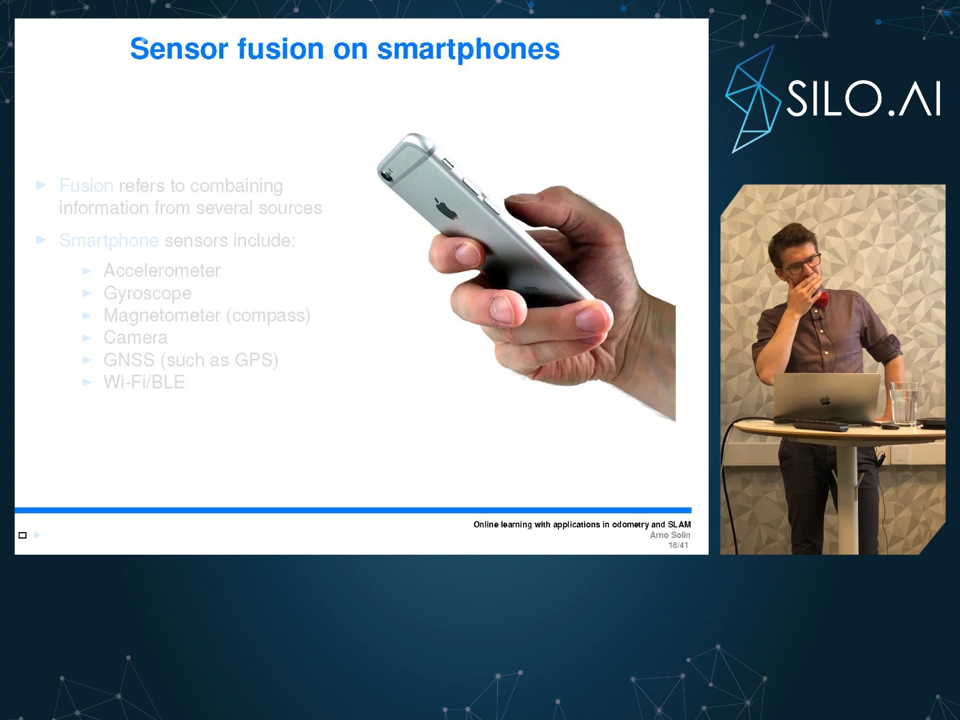 Sensor fusion on smartphones
SILO.AI
Fusion refers to combaining
information from several sources
Smartphone sensors include:
Accelerometer
Gyroscope
Magnetometer (compass)
Camera
GNSS (such as GPS)
Wi-Fi/BLE
Online learning with applications in odometry and SLAM
Arno Solin
18/41